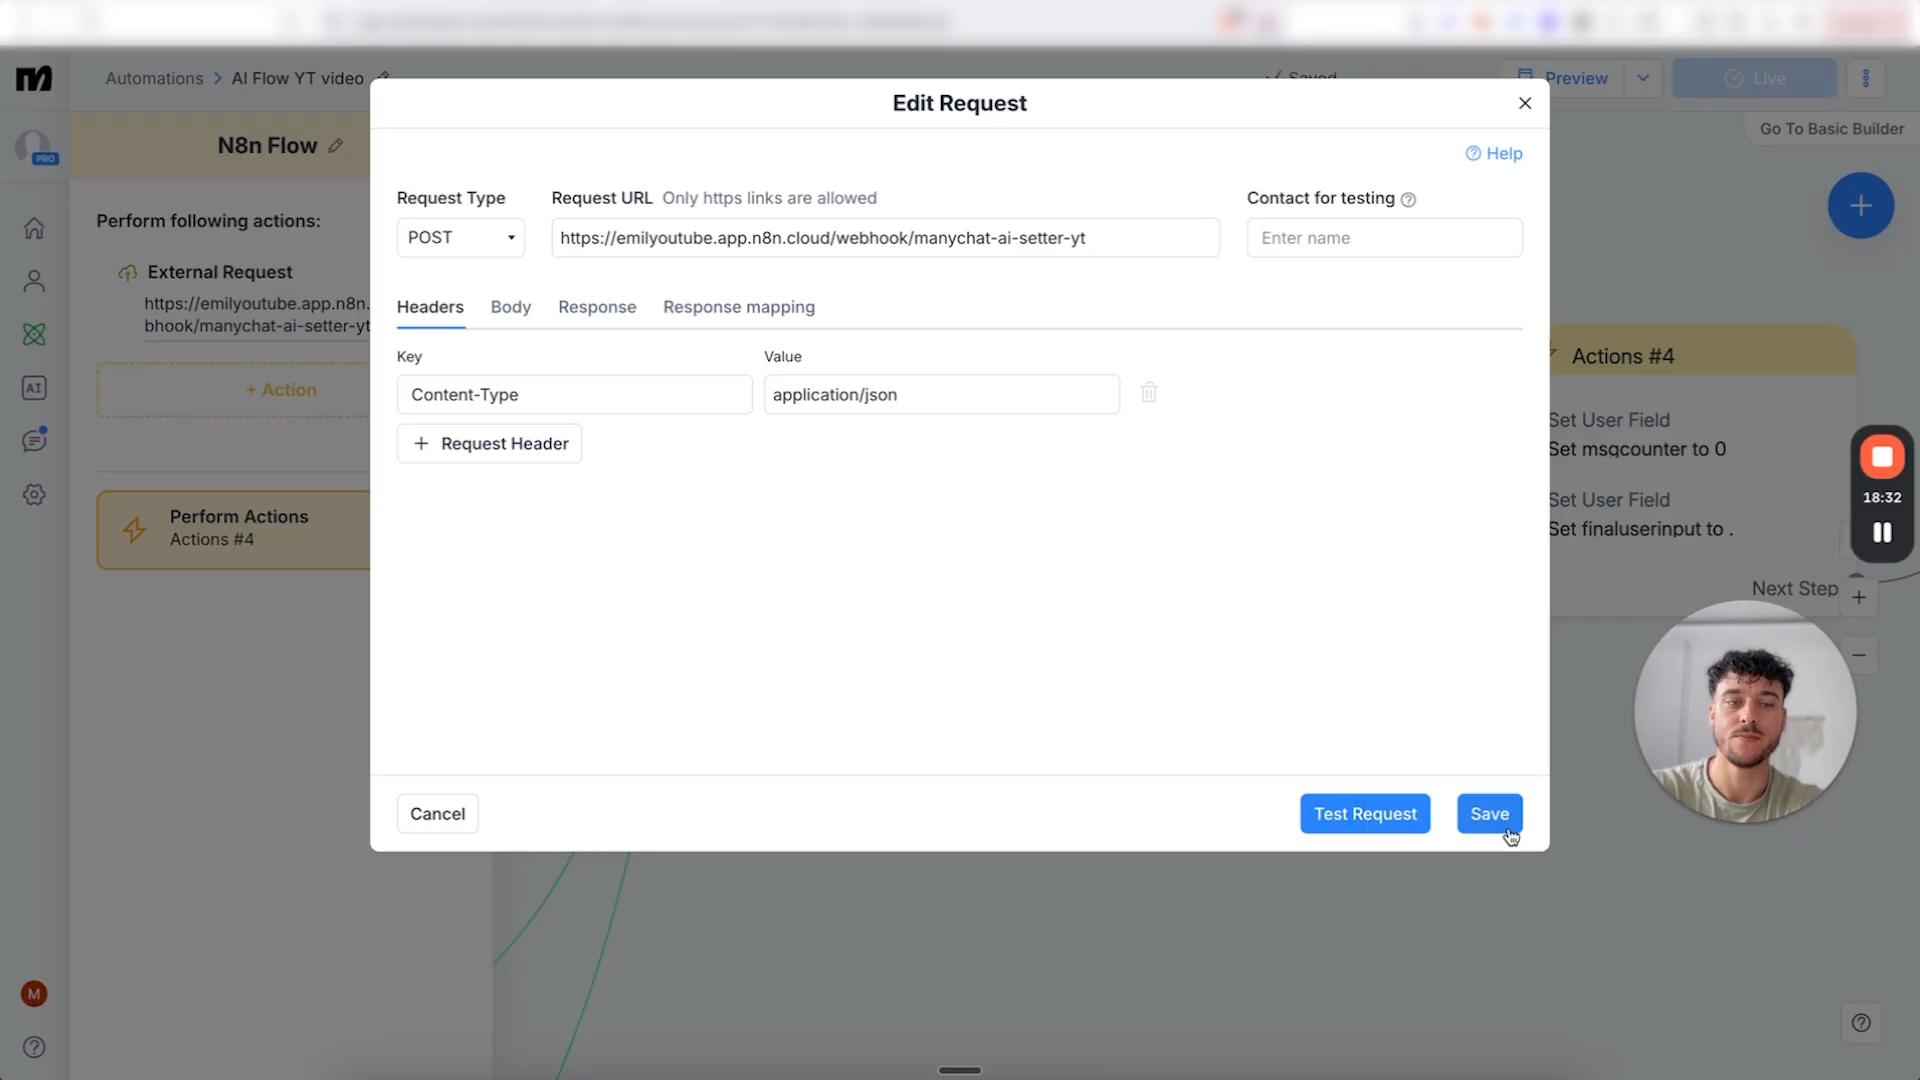 Automations > AI Flow YT video
Saved
Preview
Live
Go To Basic Builder
PRO
N8n Flow
Perform following actions:
External Request
https://emilyoutube.app.n8n.
bhook/manychat-ai-setter-yt
+ Action
Perform Actions
Actions #4
AI
M
Edit Request
Help
Request Type
Request URL Only https links are allowed
Contact for testing
POST
https://emilyoutube.app.n8n.cloud/webhook/manychat-ai-setter-yt
Enter name
Headers Body Response Response mapping
Key Value
Content-Type application/json
+ Request Header
Cancel
Test Request
Save
Actions #4
Set User Field
Set msgcounter to 0
Set User Field
Set finaluserinput to .
Next Step
18:32